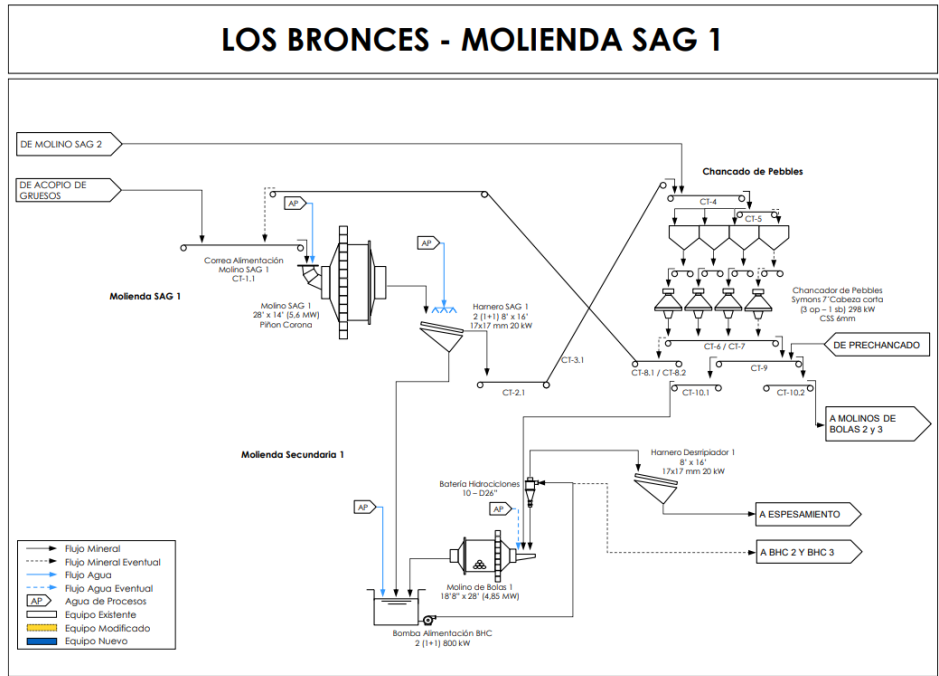 LOS BRONCES - MOLIENDA SAG 1
DE MOLINO SAG 2
DE ACOPIO DE
GRUESOS
AP
Correa Alimentación
Molino SAG 1
CT-1.1
Molienda SAG 1
Molino SAG 1
28' x 14' (5,6 MW)
Piñon Corona
AP
Harnero SAG 1
2 (1+1) 8' x 16'
17x17 mm 20 kW
CT-2.1
CT-3.1
Chancado de Pebbles
CT-4
CT-5
Chancador de Pebbles
Symons 7'Cabeza corta
(3 op – 1 sb) 298 kW
CSS 6mm
CT-6 / CT-7
DE PRECHANCADO
CT-8.1 / CT-8.2
CT-9
CT-10.1
CT-10.2
A MOLINOS DE
BOLAS 2 y 3
Molienda Secundaria 1
Harnero Desrripiador 1
8' x 16'
17x17 mm 20 kW
Batería Hidrociclones
10 – D26"
AP
AP
A ESPESAMIENTO
A BHC 2 Y BHC 3
Molino de Bolas 1
18'8" x 28' (4,85 MW)
Bomba Alimentación BHC
2 (1+1) 800 kW
Flujo Mineral
Flujo Mineral Eventual
Flujo Agua
Flujo Agua Eventual
AP Agua de Procesos
Equipo Existente
Equipo Modificado
Equipo Nuevo